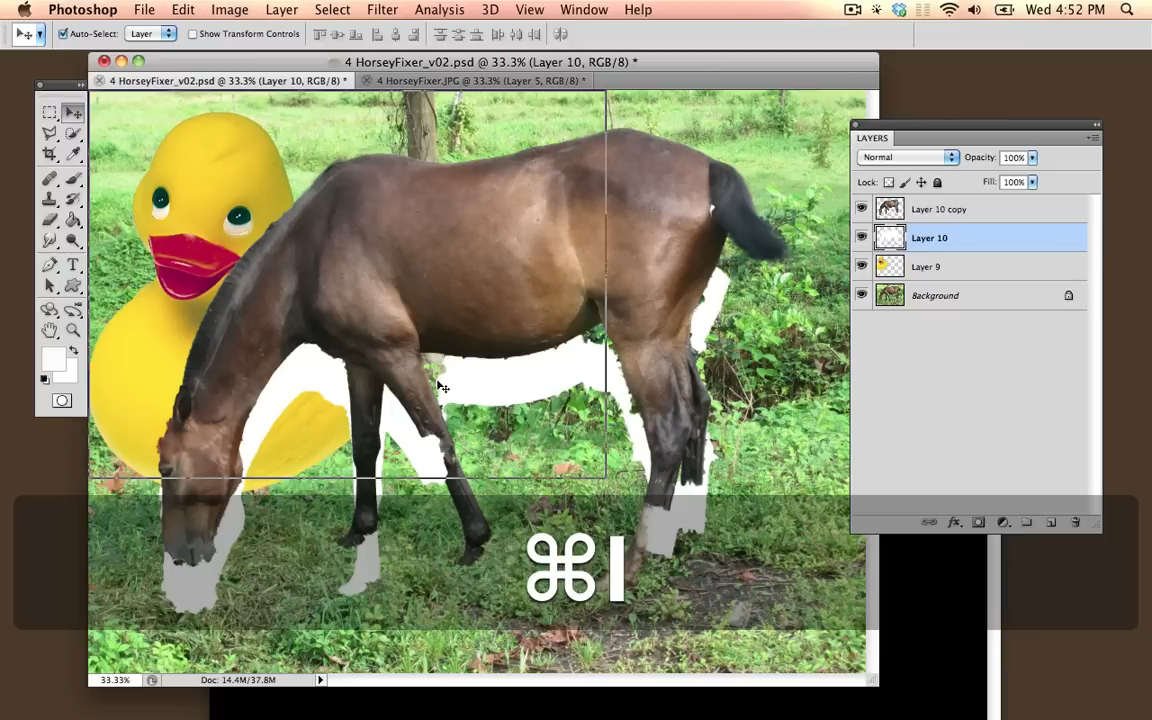 Photoshop File Edit Image Layer Select Filter Analysis 3D View Window Help Wed 4:52 PM
Auto-Select: Layer Show Transform Controls
4 HorseyFixer_v02.psd @ 33.3% (Layer 10, RGB/8) *
4 HorseyFixer_v02.psd @ 33.3% (Layer 10, RGB/8) * 4 HorseyFixer.JPG @ 33.3% (Layer 5, RGB/8) *
LAYERS
Normal Opacity: 100%
Lock: Fill: 100%
Layer 10 copy
Layer 10
Layer 9
Background
⌘I
33.33% Doc: 14.4M/37.8M